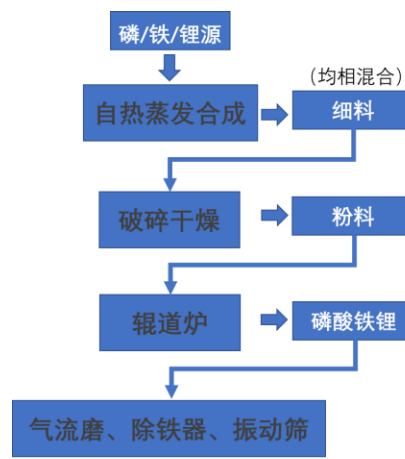 磷/铁/锂源
（均相混合）
自热蒸发合成
细料
破碎干燥
粉料
辊道炉
磷酸铁锂
气流磨、除铁器、振动筛